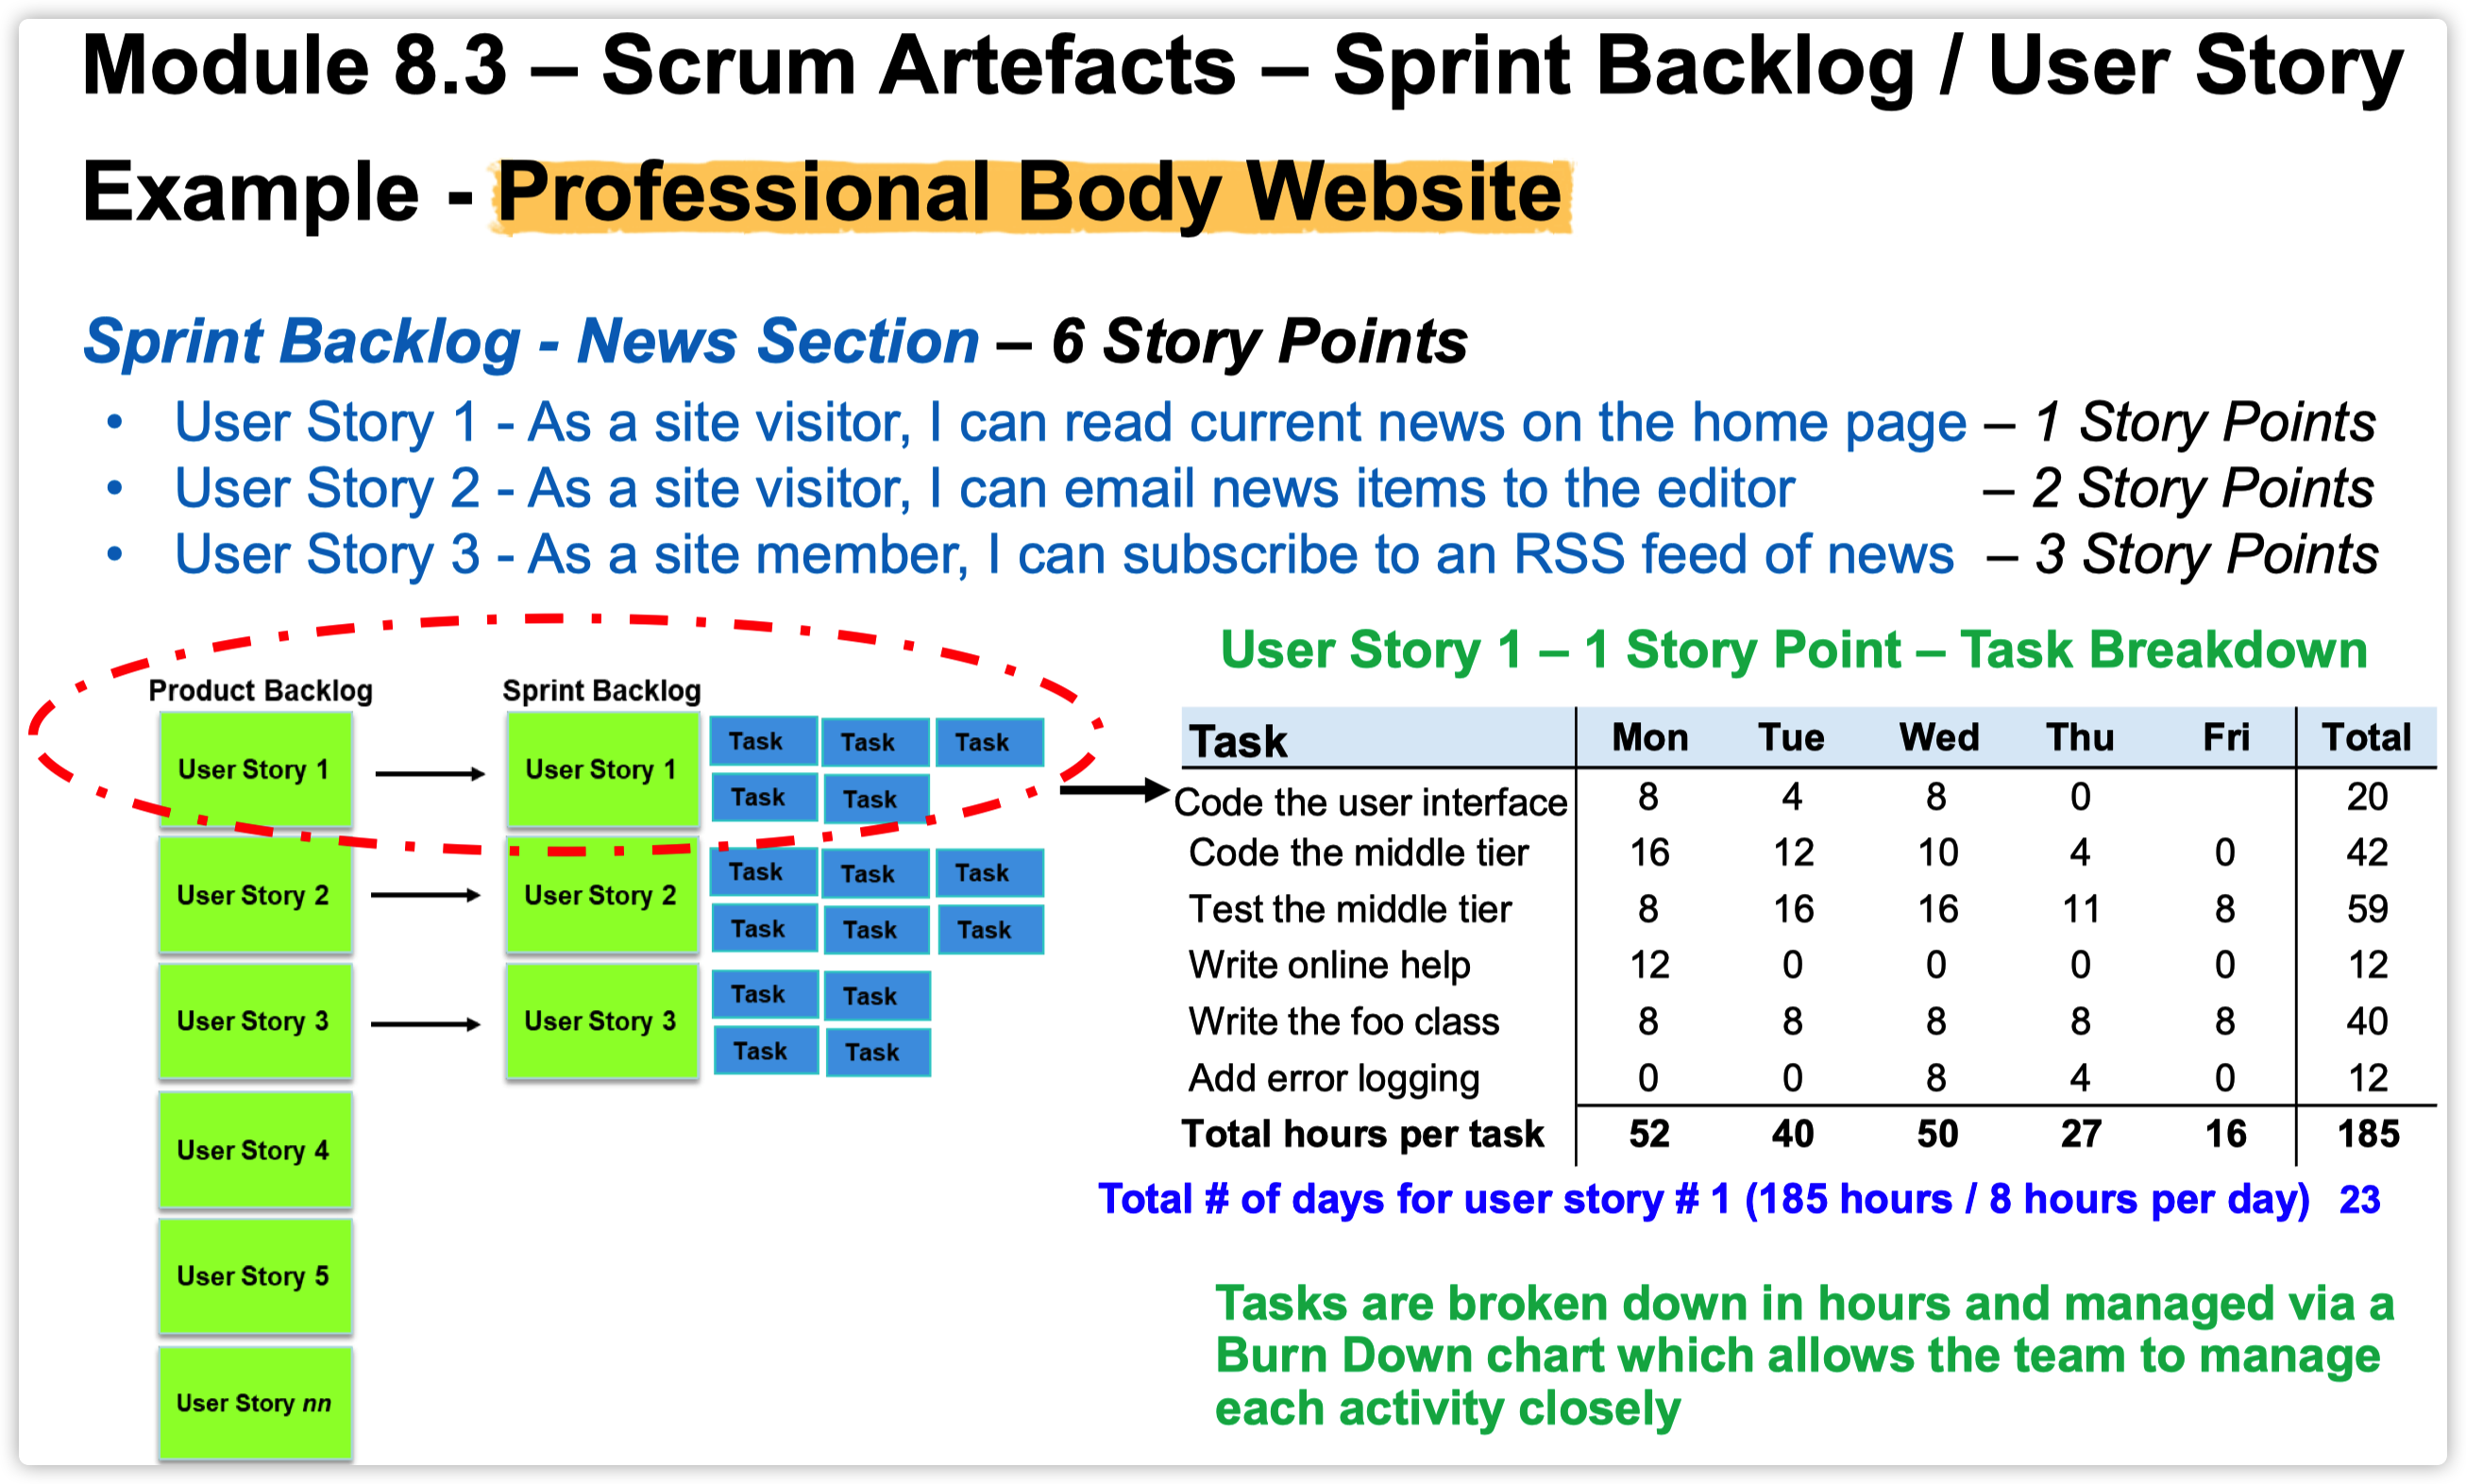 Module 8.3 – Scrum Artefacts – Sprint Backlog / User Story
Example - Professional Body Website
Sprint Backlog - News Section – 6 Story Points
• User Story 1 - As a site visitor, I can read current news on the home page – 1 Story Points
• User Story 2 - As a site visitor, I can email news items to the editor – 2 Story Points
• User Story 3 - As a site member, I can subscribe to an RSS feed of news – 3 Story Points
Product Backlog Sprint Backlog
User Story 1 User Story 1 Task Task Task
Task Task
User Story 2 User Story 2 Task Task Task
Task Task Task
User Story 3 User Story 3 Task Task
Task Task
User Story 4
User Story 5
User Story nn
User Story 1 – 1 Story Point – Task Breakdown
Task Mon Tue Wed Thu Fri Total
Code the user interface 8 4 8 0 20
Code the middle tier 16 12 10 4 0 42
Test the middle tier 8 16 16 11 8 59
Write online help 12 0 0 0 0 12
Write the foo class 8 8 8 8 8 40
Add error logging 0 0 8 4 0 12
Total hours per task 52 40 50 27 16 185
Total # of days for user story # 1 (185 hours / 8 hours per day) 23
Tasks are broken down in hours and managed via a
Burn Down chart which allows the team to manage
each activity closely